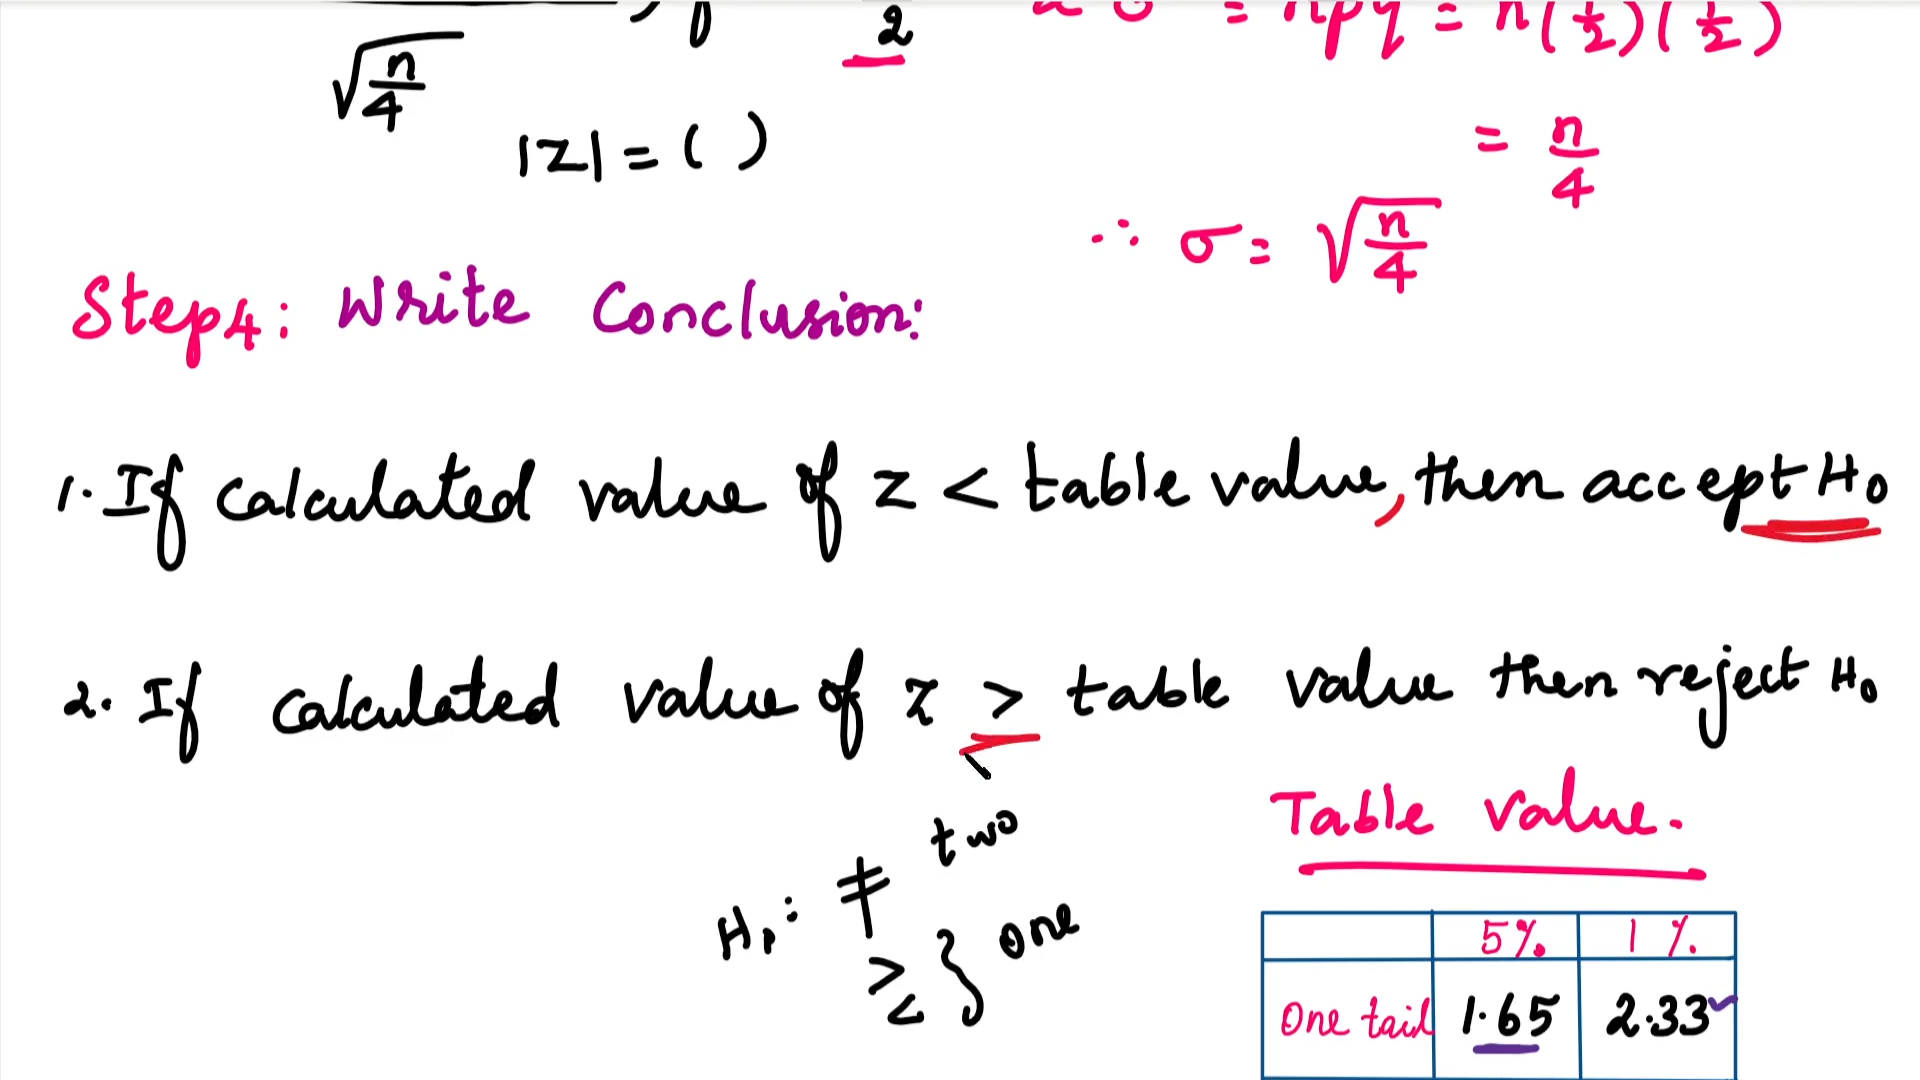 2 = npq = n(1/2)(1/2)
√n/4
|z| = ( )
= n/4
∴ σ = √n/4
Step4: Write Conclusion:
1. If calculated value of z < table value, then accept H₀
2. If calculated value of z > table value then reject H₀
Table value.
two
H₁: ≠
> < } one
5% 1%
One tail 1.65 2.33